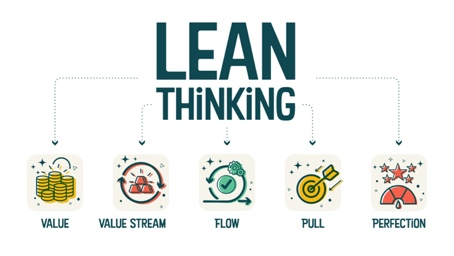 LEAN
THiNKiNG
VALUE
VALUE STREAM
FLOW
PULL
PERFECTION